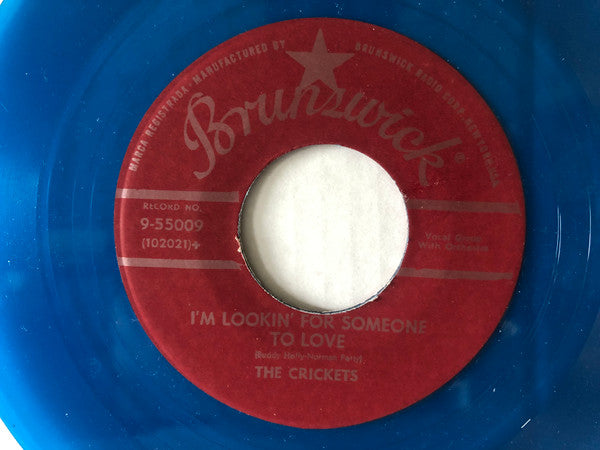 MARCA REGISTRADA • MANUFACTURED BY BRUNSWICK RADIO CORP. NEW YORK U.S.A.
Brunswick®
RECORD NO.
9-55009
(102021)+
Vocal Group
With Orchestra
I'M LOOKIN' FOR SOMEONE
TO LOVE
(Buddy Holly-Norman Petty)
THE CRICKETS